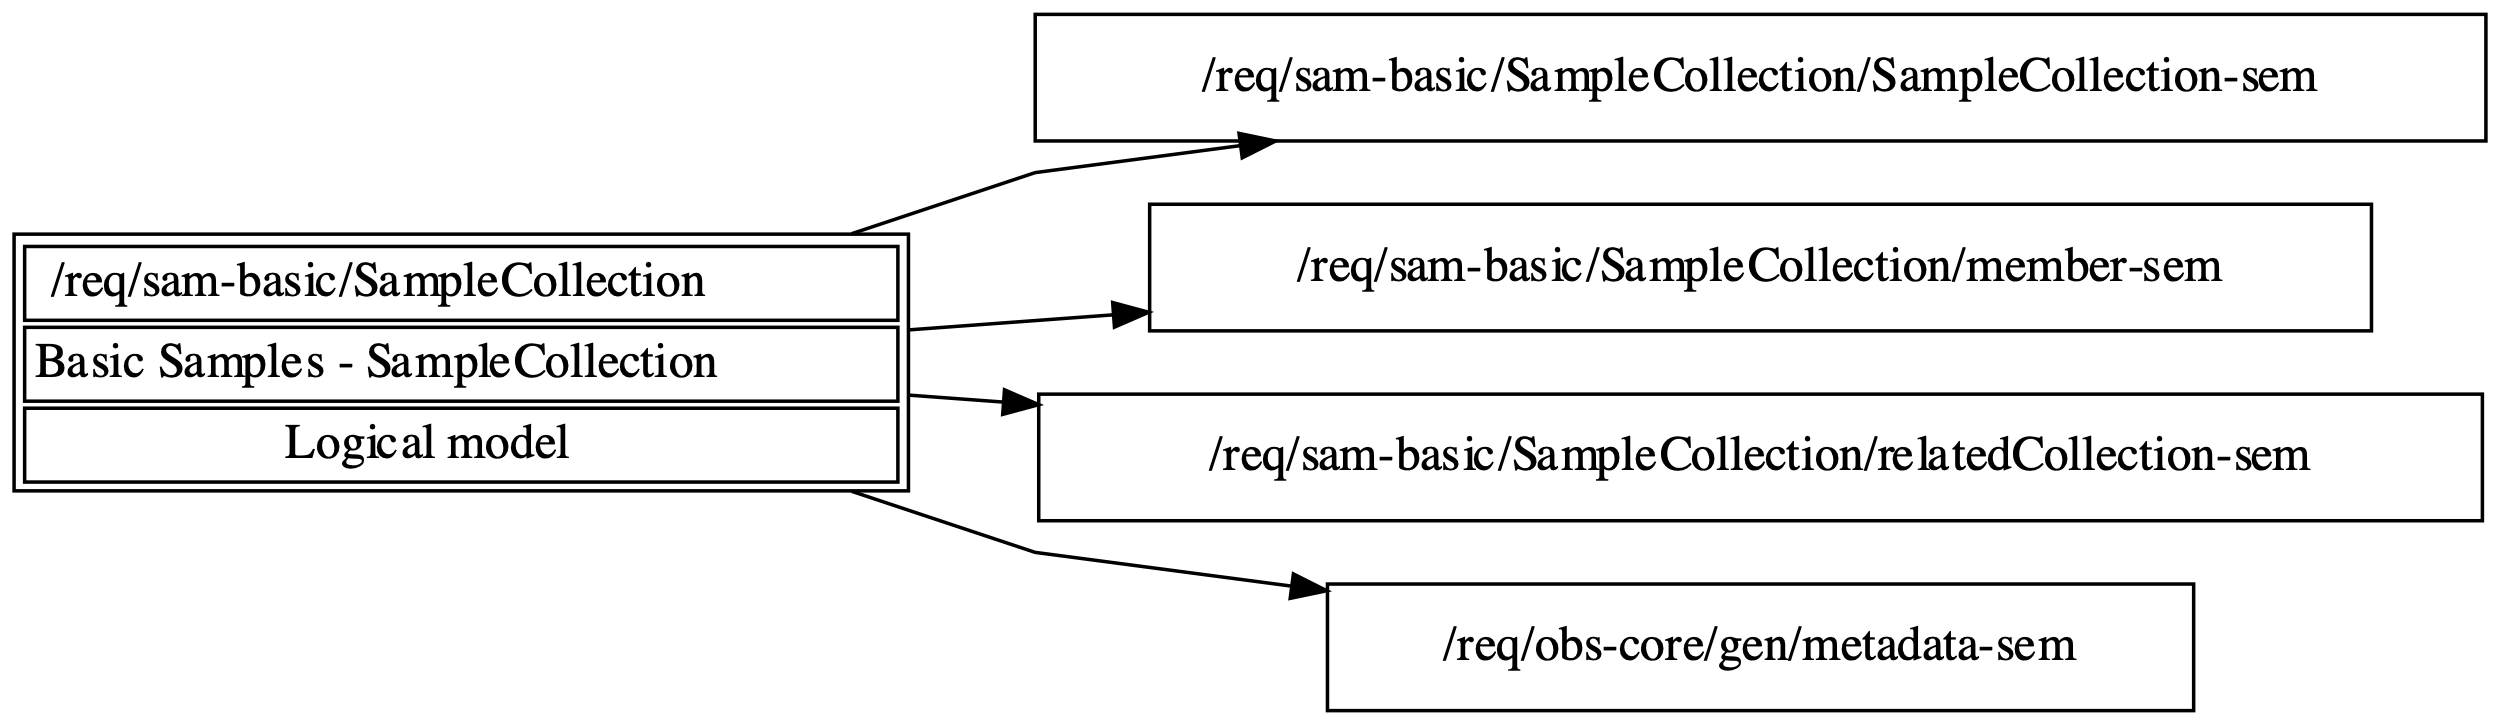 /req/sam-basic/SampleCollection
Basic Samples - SampleCollection
Logical model
/req/sam-basic/SampleCollection/SampleCollection-sem
/req/sam-basic/SampleCollection/member-sem
/req/sam-basic/SampleCollection/relatedCollection-sem
/req/obs-core/gen/metadata-sem